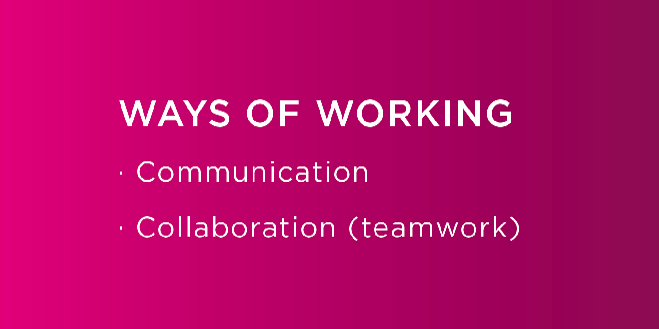 WAYS OF WORKING
· Communication
· Collaboration (teamwork)